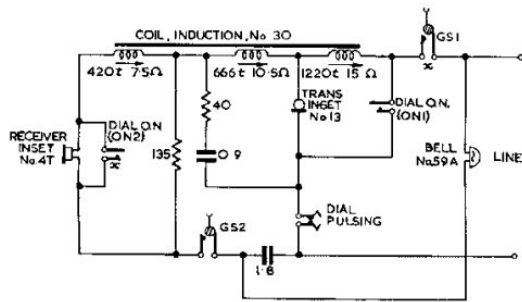 COIL, INDUCTION, No 30
GS1
420t 7·5Ω
666t 10·5Ω
1220t 15Ω
x
TRANS
INSET
No 13
DIAL O.N.
(ON1)
40
DIAL O.N
(ON2)
x
RECEIVER
INSET
No. 4T
135
0·9
BELL
No. 59A
LINE
DIAL
PULSING
GS2
1·8